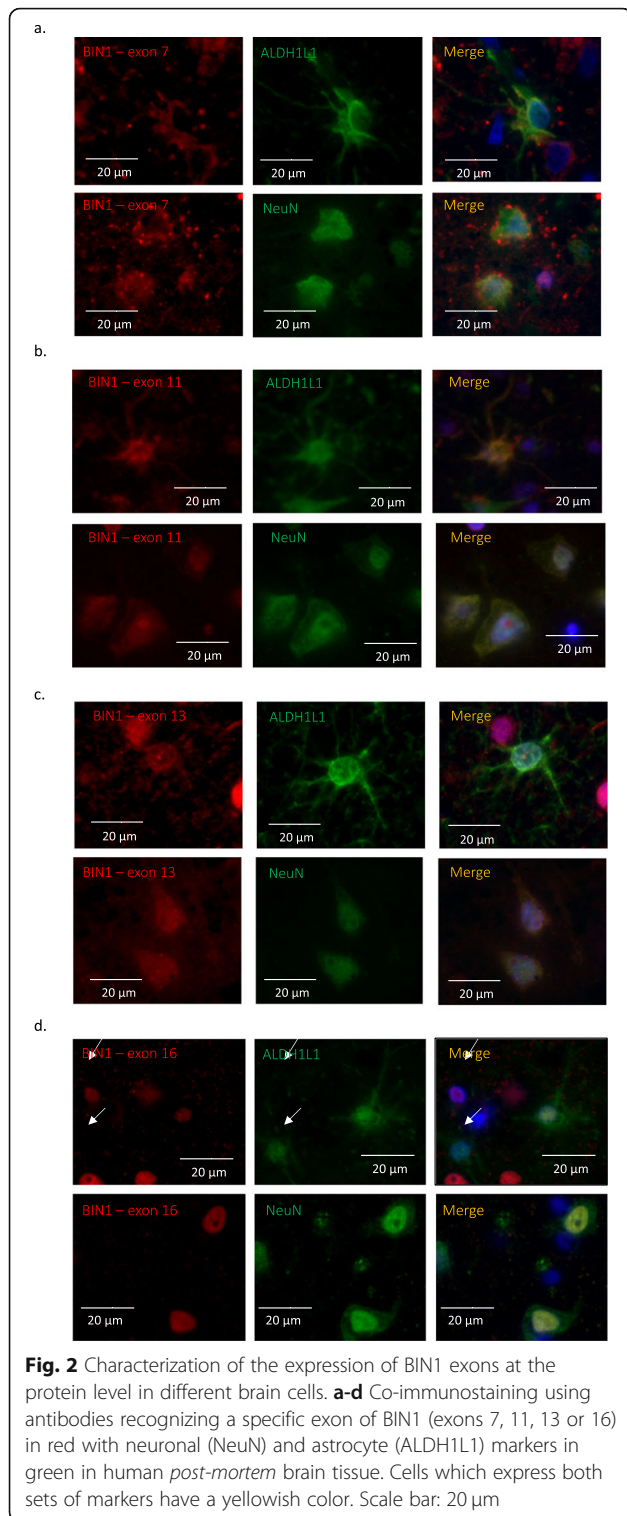 a.
BIN1 – exon 7 ALDH1L1 Merge
20 µm 20 µm 20 µm
BIN1 – exon 7 NeuN Merge
20 µm 20 µm 20 µm
b.
BIN1 – exon 11 ALDH1L1 Merge
20 µm 20 µm 20 µm
BIN1 – exon 11 NeuN Merge
20 µm 20 µm 20 µm
c.
BIN1 – exon 13 ALDH1L1 Merge
20 µm 20 µm 20 µm
BIN1 – exon 13 NeuN Merge
20 µm 20 µm 20 µm
d.
BIN1 – exon 16 ALDH1L1 Merge
20 µm 20 µm 20 µm
BIN1 – exon 16 NeuN Merge
20 µm 20 µm 20 µm
Fig. 2 Characterization of the expression of BIN1 exons at the
protein level in different brain cells. a-d Co-immunostaining using
antibodies recognizing a specific exon of BIN1 (exons 7, 11, 13 or 16)
in red with neuronal (NeuN) and astrocyte (ALDH1L1) markers in
green in human post-mortem brain tissue. Cells which express both
sets of markers have a yellowish color. Scale bar: 20 µm